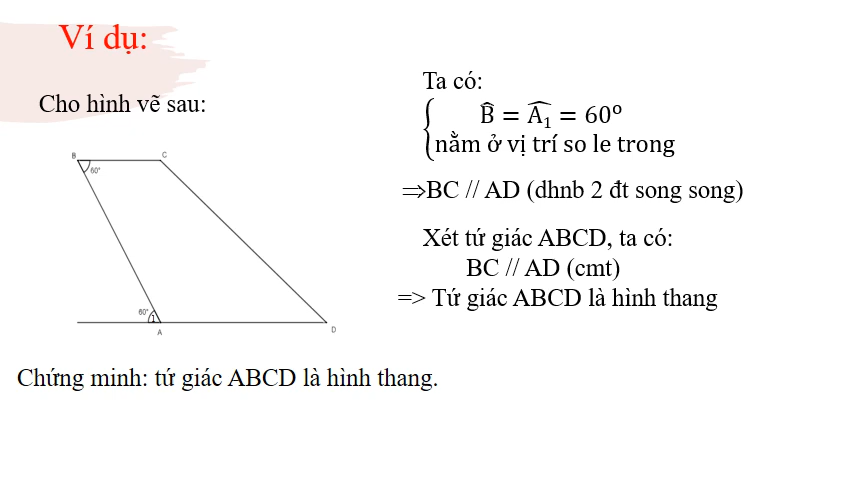 Ví dụ:
Cho hình vẽ sau:
B
C
60°
60°
1
A
D
Chứng minh: tứ giác ABCD là hình thang.
Ta có:
B̂ = Â₁ = 60º
nằm ở vị trí so le trong
⇒BC // AD (dhnb 2 đt song song)
Xét tứ giác ABCD, ta có:
BC // AD (cmt)
=> Tứ giác ABCD là hình thang